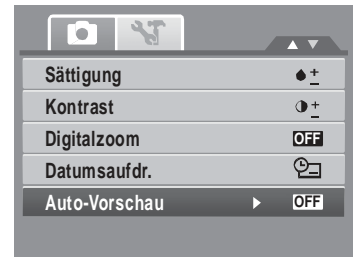 Sättigung
Kontrast
Digitalzoom OFF
Datumsaufdr.
Auto-Vorschau OFF